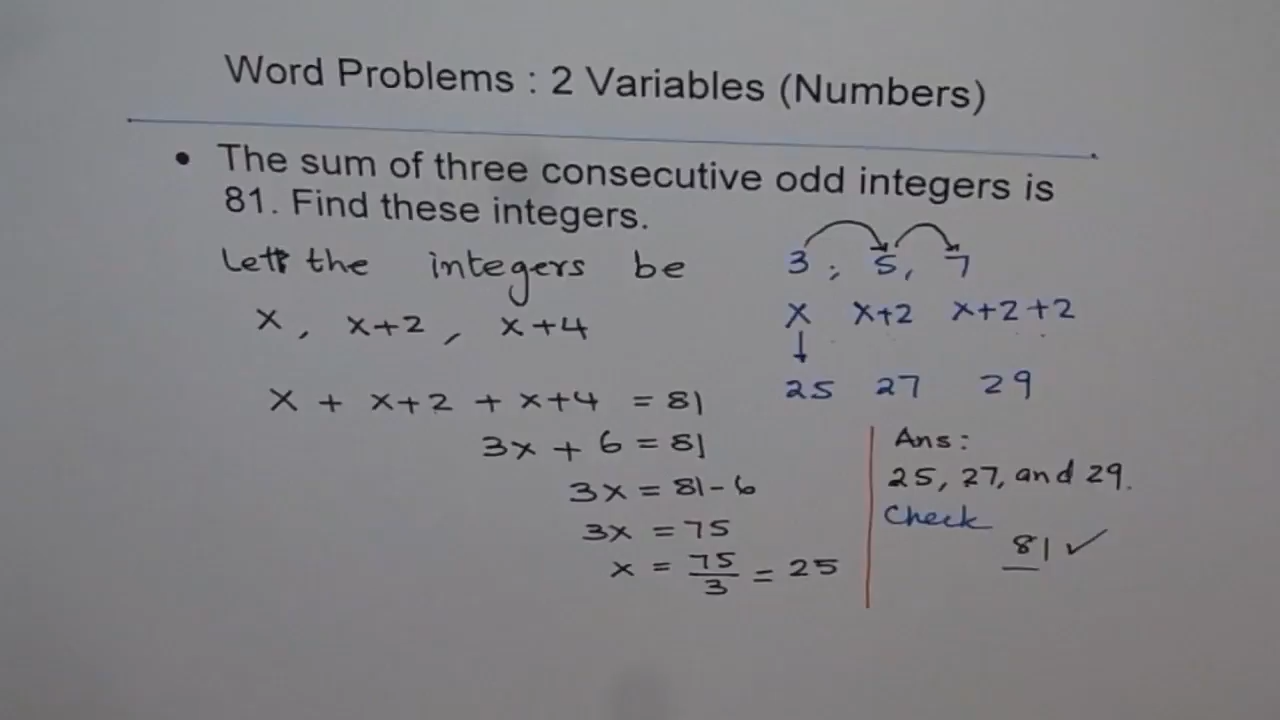 Word Problems : 2 Variables (Numbers)
• The sum of three consecutive odd integers is
81. Find these integers.
Let the integers be
x, x+2, x+4
x + x+2 + x+4 = 81
3x + 6 = 81
3x = 81-6
3x = 75
x = 75/3 = 25
3, 5, 7
x x+2 x+2+2
↓
25 27 29
Ans:
25, 27, and 29.
Check
81 ✓